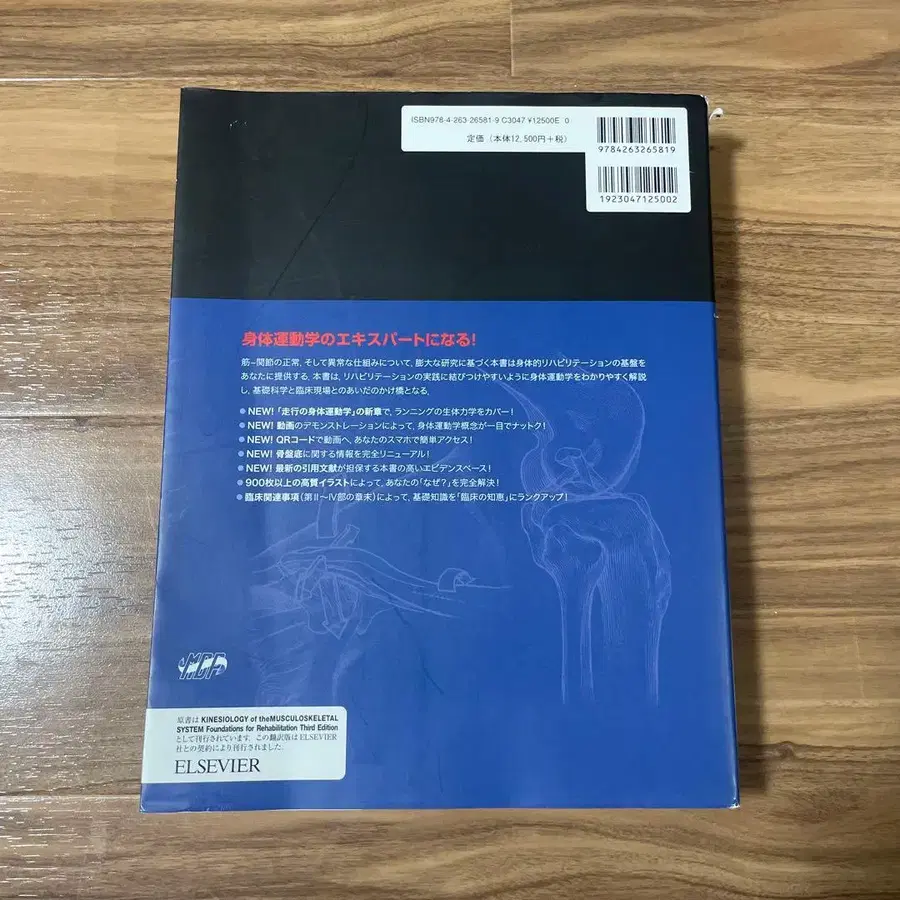 ISBN978-4-263-26581-9 C3047 ¥12500E 0
定価（本体12,500円＋税）
9784263265819
1923047125002
身体運動学のエキスパートになる！
筋−関節の正常，そして異常な仕組みについて，膨大な研究に基づく本書は身体的リハビリテーションの基盤を
あなたに提供する．本書は，リハビリテーションの実践に結びつけやすいように身体運動学をわかりやすく解説
し，基礎科学と臨床現場とのあいだのかけ橋となる．
● NEW！「走行の身体運動学」の新章で，ランニングの生体力学をカバー！
● NEW！ 動画のデモンストレーションによって，身体運動学概念が一目でナットク！
● NEW！ QRコードで動画へ，あなたのスマホで簡単アクセス！
● NEW！ 骨盤底に関する情報を完全リニューアル！
● NEW！ 最新の引用文献が担保する本書の高いエビデンスベース！
● 900枚以上の高質イラストによって，あなたの「なぜ？」を完全解決！
● 臨床関連事項（第Ⅱ〜Ⅳ部の章末）によって，基礎知識を「臨床の知恵」にランクアップ！
原書は KINESIOLOGY of theMUSCULOSKELETAL
SYSTEM Foundations for Rehabilitation Third Edition
として刊行されています．この翻訳版は ELSEVIER
社との契約により刊行されました．
ELSEVIER